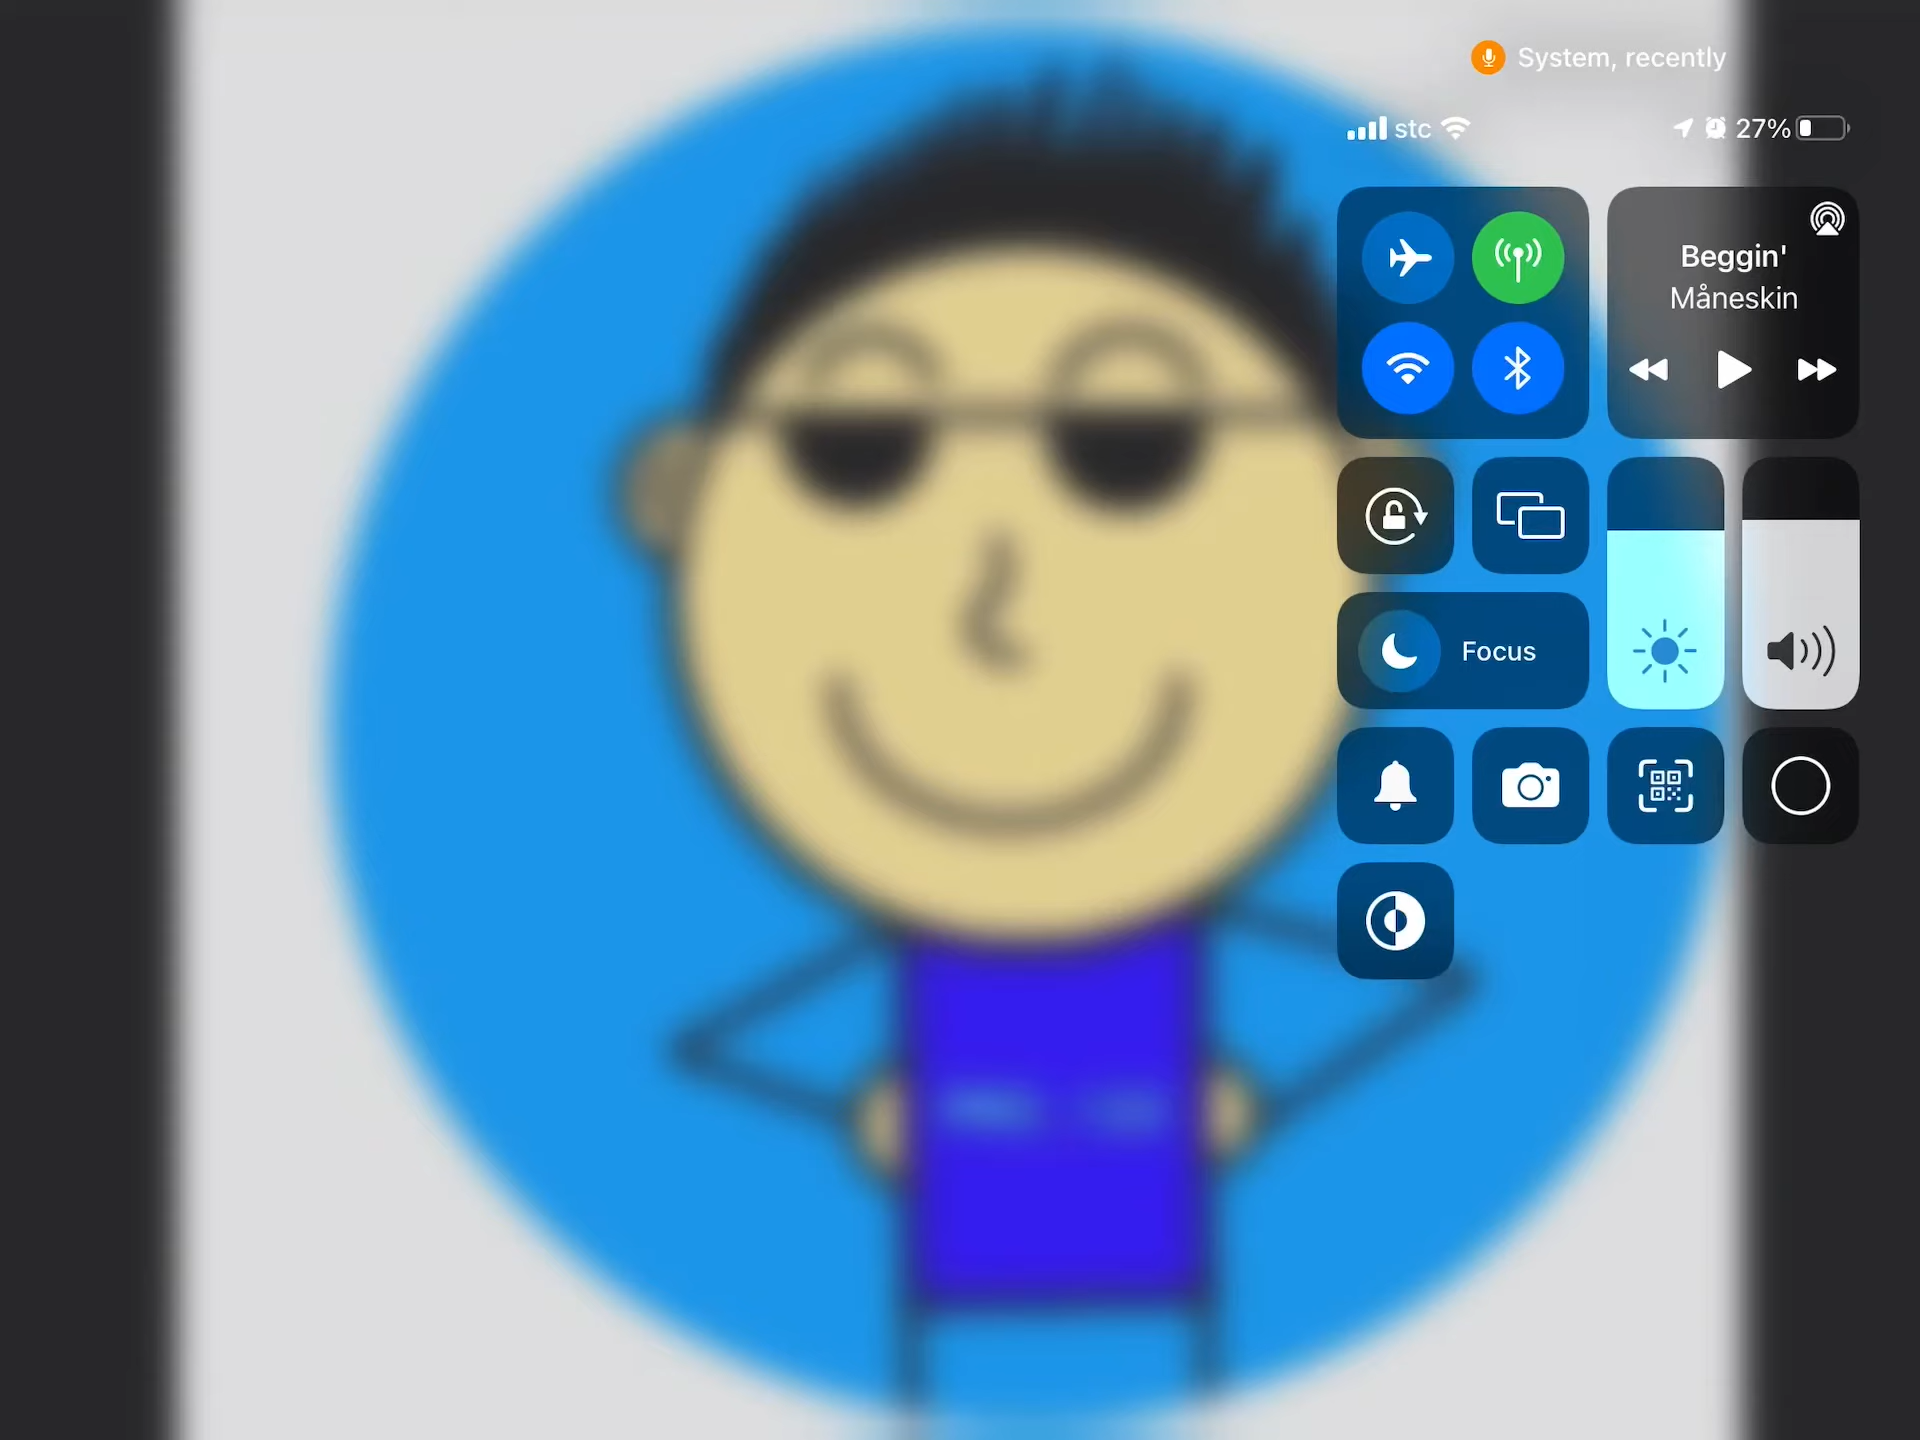 System, recently
stc
27%
Beggin'
Måneskin
Focus